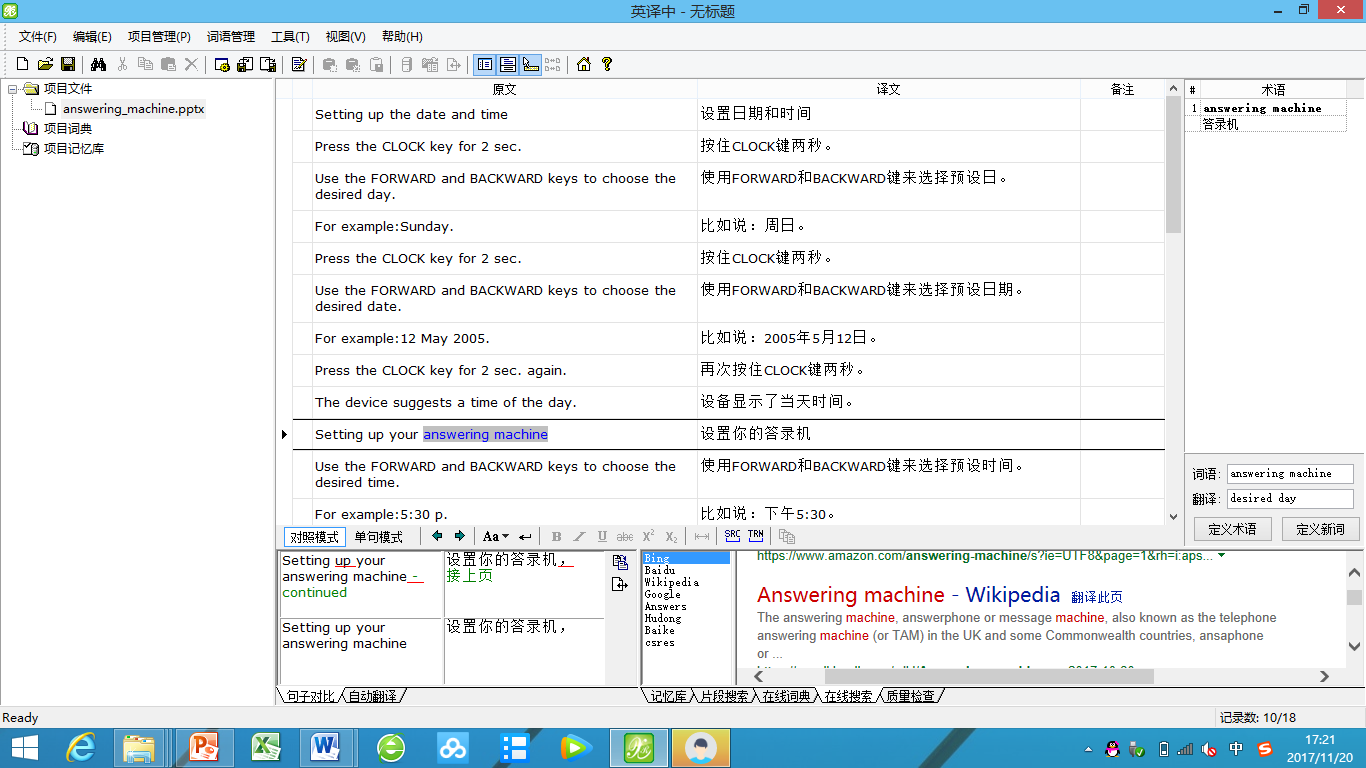 英译中 - 无标题
文件(F) 编辑(E) 项目管理(P) 词语管理 工具(T) 视图(V) 帮助(H)
项目文件
answering_machine.pptx
项目词典
项目记忆库
原文 译文 备注
Setting up the date and time 设置日期和时间
Press the CLOCK key for 2 sec. 按住CLOCK键两秒。
Use the FORWARD and BACKWARD keys to choose the 使用FORWARD和BACKWARD键来选择预设日。
desired day.
For example:Sunday. 比如说：周日。
Press the CLOCK key for 2 sec. 按住CLOCK键两秒。
Use the FORWARD and BACKWARD keys to choose the 使用FORWARD和BACKWARD键来选择预设日期。
desired date.
For example:12 May 2005. 比如说：2005年5月12日。
Press the CLOCK key for 2 sec. again. 再次按住CLOCK键两秒。
The device suggests a time of the day. 设备显示了当天时间。
Setting up your answering machine 设置你的答录机
Use the FORWARD and BACKWARD keys to choose the 使用FORWARD和BACKWARD键来选择预设时间。
desired time.
For example:5:30 p. 比如说：下午5:30。
# 术语
1 answering machine
答录机
词语: answering machine
翻译: desired day
定义术语 定义新词
对照模式 单句模式 Aa B I U abc X² X₂ SRC TRN
Setting up your 设置你的答录机，
answering machine - 接上页
continued
Setting up your 设置你的答录机，
answering machine
句子对比 自动翻译
Bing
Baidu
Wikipedia
Google
Answers
Hudong
Baike
csres
https://www.amazon.com/answering-machine/s?ie=UTF8&page=1&rh=i:aps...
Answering machine - Wikipedia 翻译此页
The answering machine, answerphone or message machine, also known as the telephone
answering machine (or TAM) in the UK and some Commonwealth countries, ansaphone
or ...
记忆库 片段搜索 在线词典 在线搜索 质量检查
Ready 记录数: 10/18
中
17:21
2017/11/20